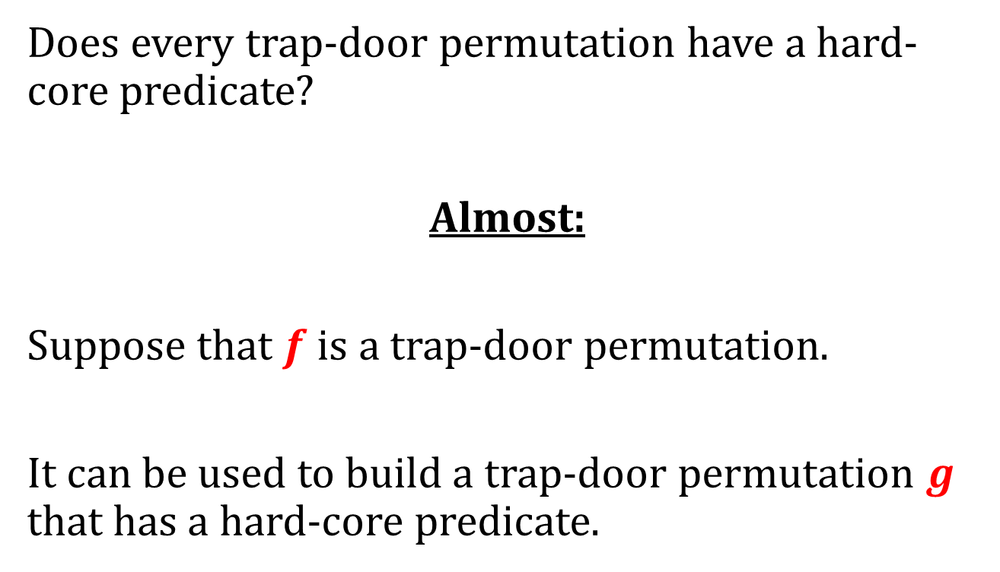 Does every trap-door permutation have a hard-
core predicate?
Almost:
Suppose that f is a trap-door permutation.
It can be used to build a trap-door permutation g
that has a hard-core predicate.